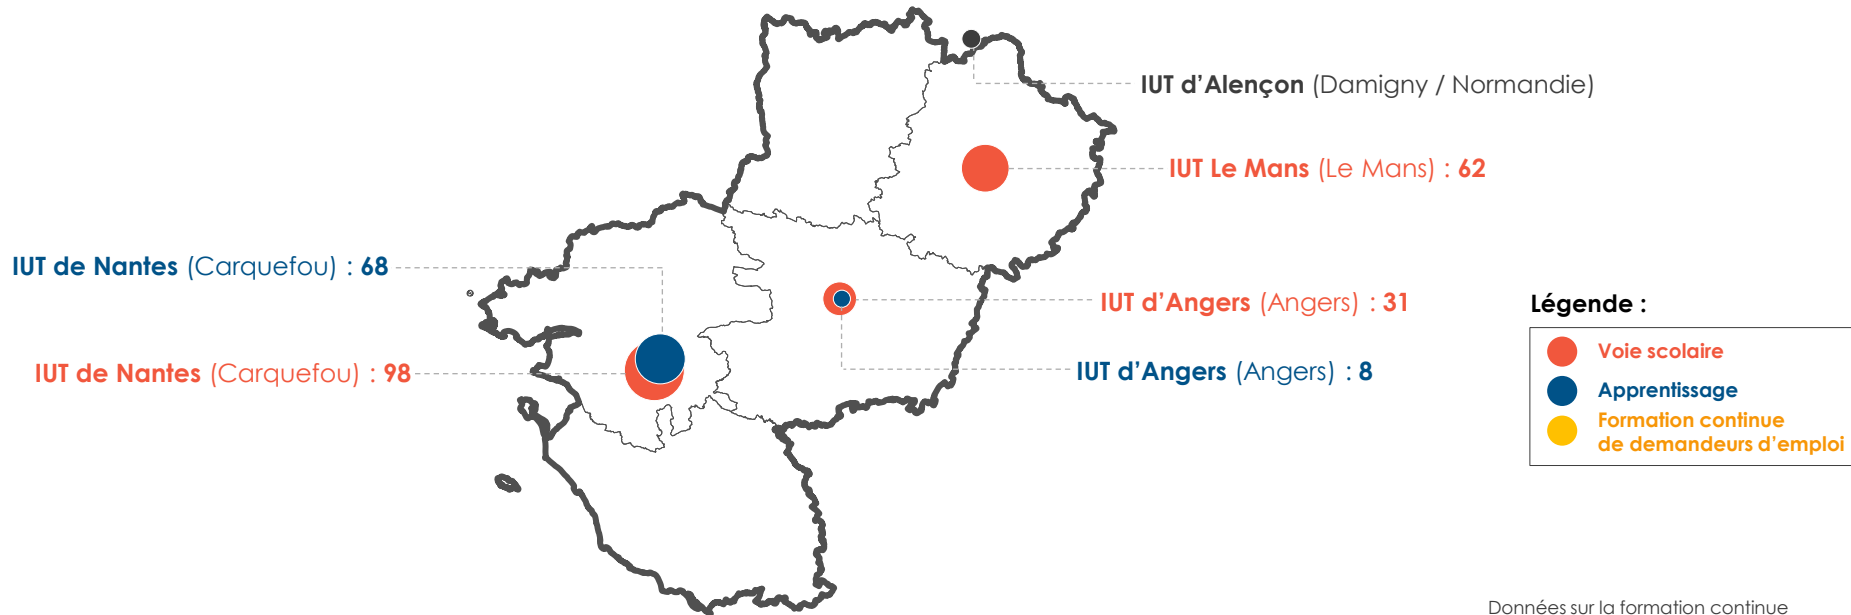 IUT d'Alençon (Damigny / Normandie)
IUT Le Mans (Le Mans) : 62
IUT de Nantes (Carquefou) : 68
IUT d'Angers (Angers) : 31
IUT de Nantes (Carquefou) : 98
IUT d'Angers (Angers) : 8
Légende :
Voie scolaire
Apprentissage
Formation continue
de demandeurs d'emploi
Données sur la formation continue